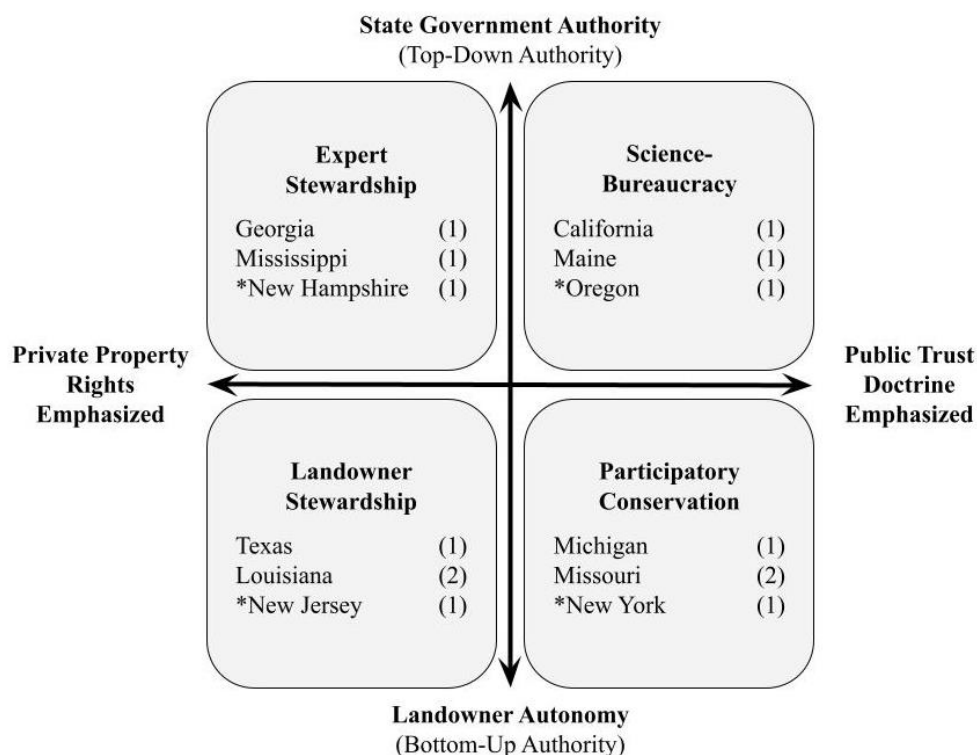 State Government Authority
(Top-Down Authority)
Expert
Stewardship
Georgia (1)
Mississippi (1)
*New Hampshire (1)
Science-
Bureaucracy
California (1)
Maine (1)
*Oregon (1)
Private Property
Rights
Emphasized
Public Trust
Doctrine
Emphasized
Landowner
Stewardship
Texas (1)
Louisiana (2)
*New Jersey (1)
Participatory
Conservation
Michigan (1)
Missouri (2)
*New York (1)
Landowner Autonomy
(Bottom-Up Authority)